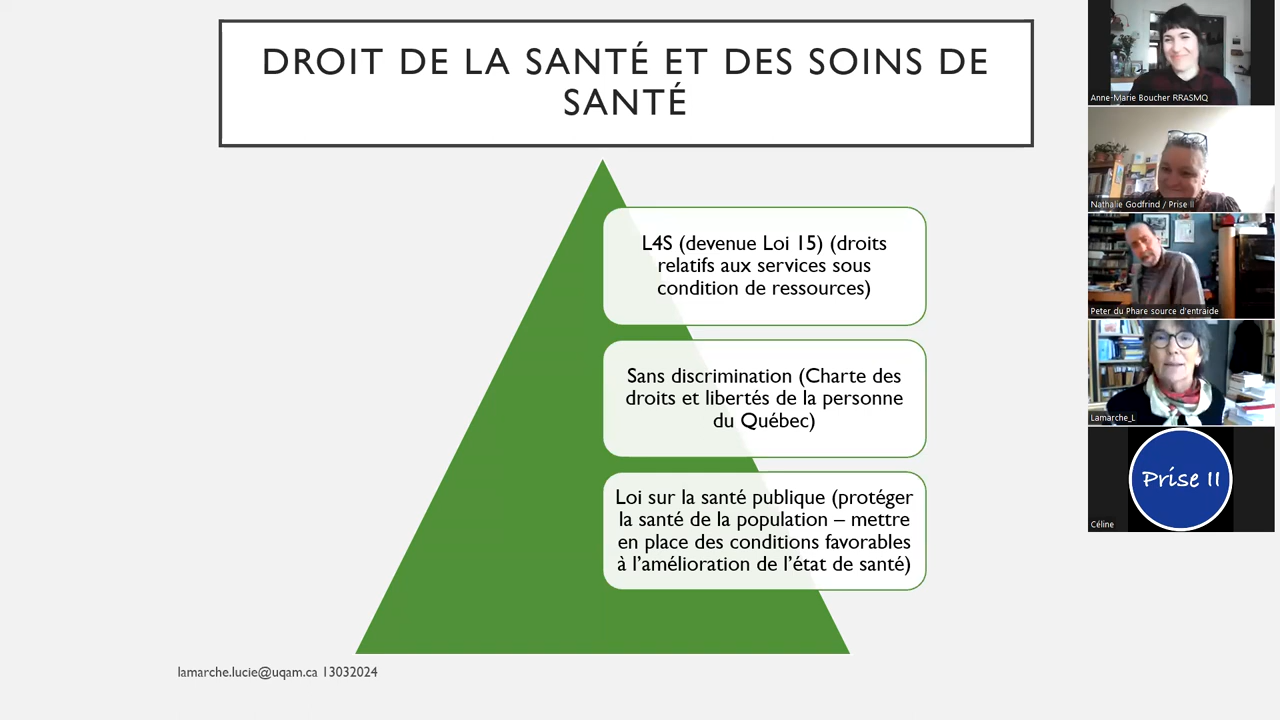 DROIT DE LA SANTÉ ET DES SOINS DE
SANTÉ
L4S (devenue Loi 15) (droits
relatifs aux services sous
condition de ressources)
Sans discrimination (Charte des
droits et libertés de la personne
du Québec)
Loi sur la santé publique (protéger
la santé de la population – mettre
en place des conditions favorables
à l'amélioration de l'état de santé)
lamarche.lucie@uqam.ca 13032024
Anne-Marie Boucher RRASMQ
Nathalie Godfrind / Prise II
Peter du Phare source d'entraide
Lamarche_L
Prise II
Céline